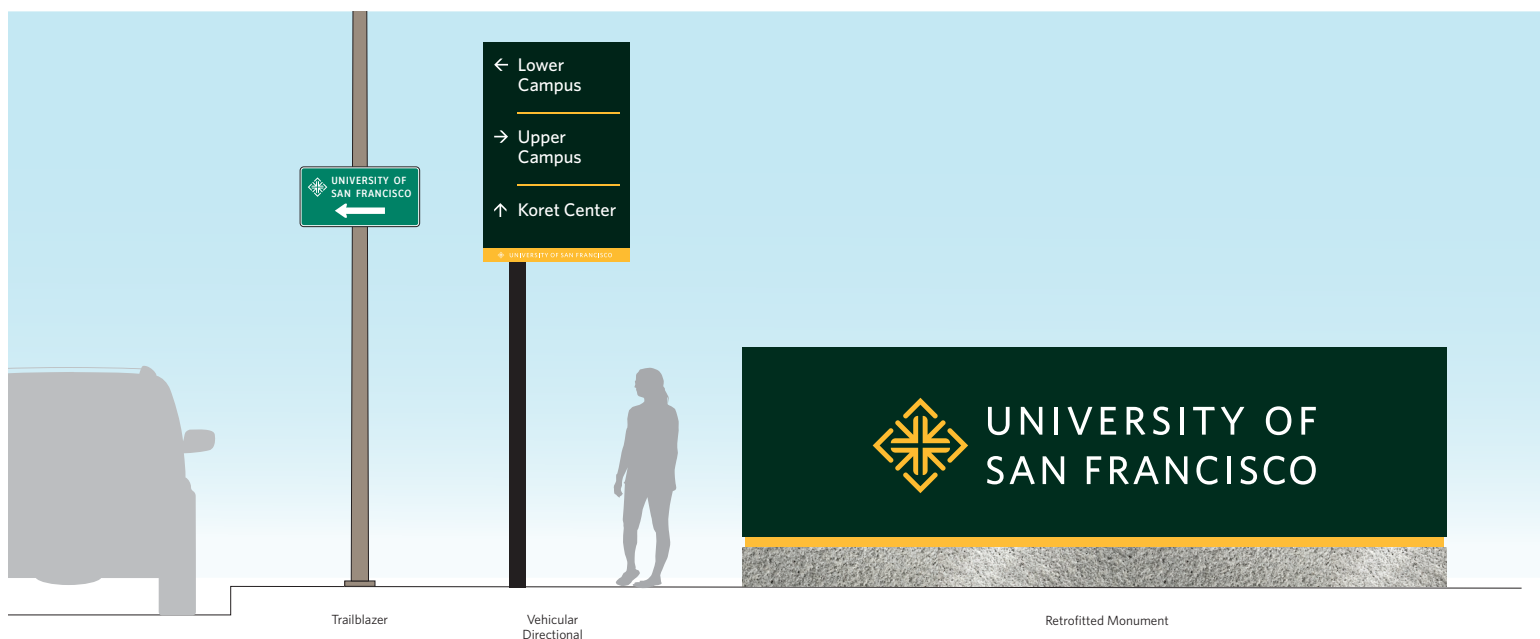 UNIVERSITY OF
SAN FRANCISCO
← Lower
Campus
→ Upper
Campus
↑ Koret Center
UNIVERSITY OF SAN FRANCISCO
UNIVERSITY OF
SAN FRANCISCO
Trailblazer
Vehicular
Directional
Retrofitted Monument